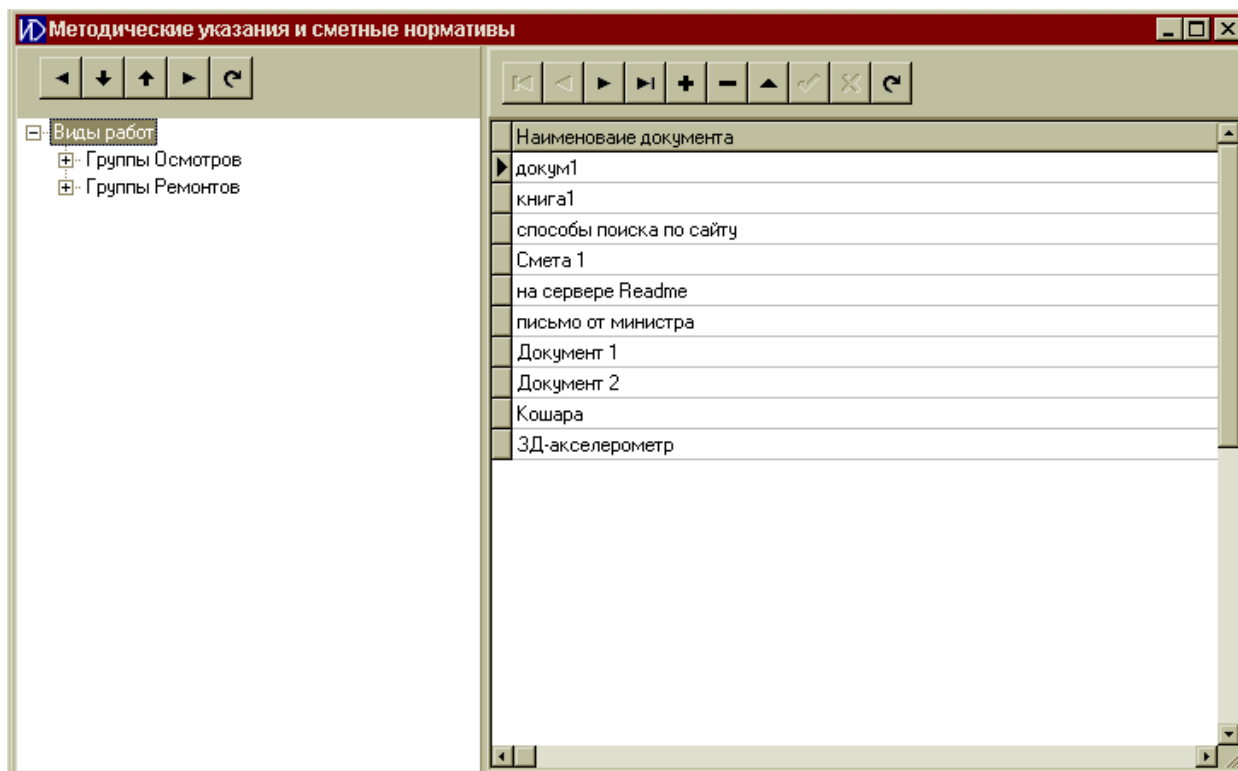 Методические указания и сметные нормативы
Виды работ
Группы Осмотров
Группы Ремонтов
Наименоваие документа
докум1
книга1
способы поиска по сайту
Смета 1
на сервере Readme
письмо от министра
Документ 1
Документ 2
Кошара
3Д-акселерометр